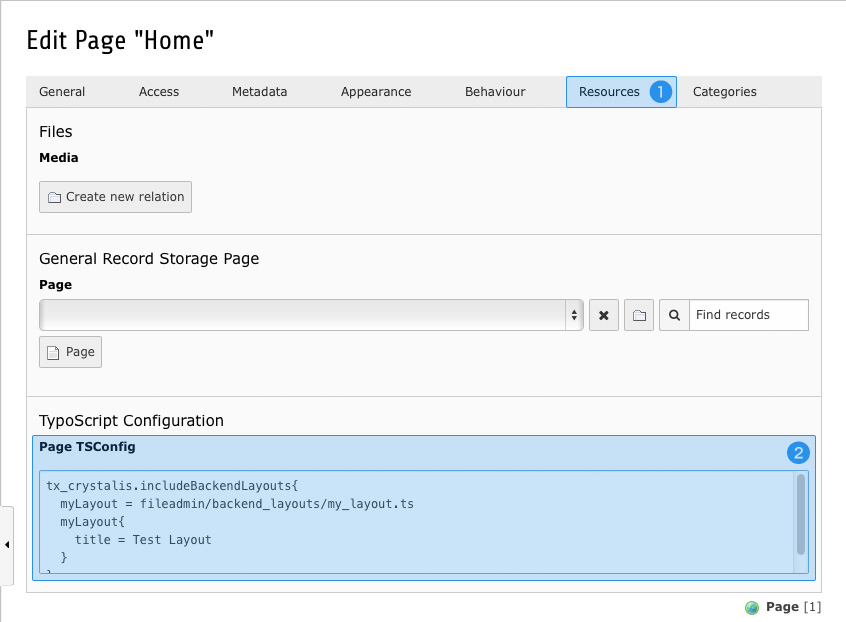 Edit Page "Home"
General Access Metadata Appearance Behaviour Resources 1 Categories
Files
Media
Create new relation
General Record Storage Page
Page
Find records
Page
TypoScript Configuration
Page TSConfig 2
tx_crystalis.includeBackendLayouts{
myLayout = fileadmin/backend_layouts/my_layout.ts
myLayout{
title = Test Layout
}
Page [1]